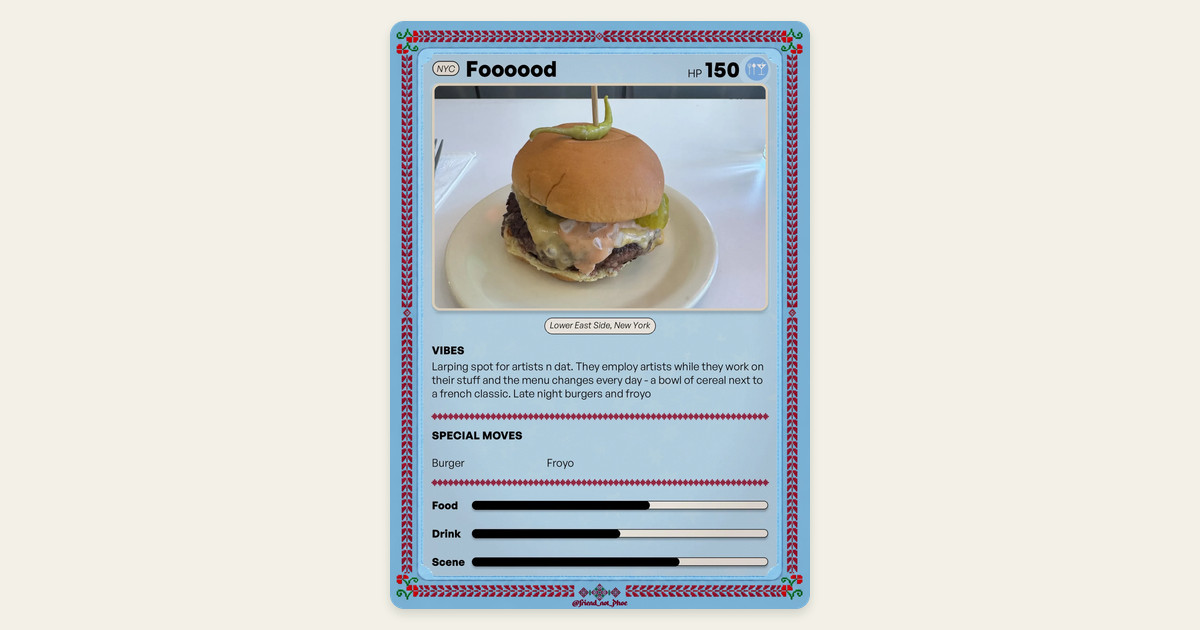 NYC Foooood HP 150
Lower East Side, New York
VIBES
Larping spot for artists n dat. They employ artists while they work on
their stuff and the menu changes every day - a bowl of cereal next to
a french classic. Late night burgers and froyo
SPECIAL MOVES
Burger Froyo
Food
Drink
Scene
@friend_not_phoe